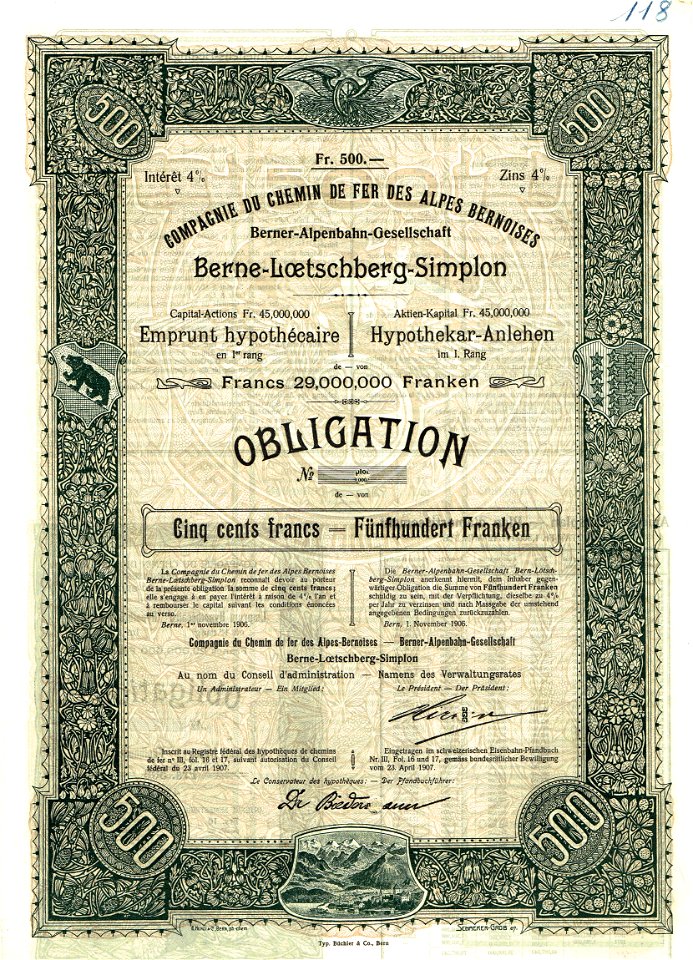 118
500
500
Fr. 500.—
Intérêt 4%
Zins 4%
COMPAGNIE DU CHEMIN DE FER DES ALPES BERNOISES
Berner-Alpenbahn-Gesellschaft
Berne-Lœtschberg-Simplon
Capital-Actions Fr. 45,000,000
Aktien-Kapital Fr. 45,000,000
Emprunt hypothécaire
Hypothekar-Anlehen
en 1er rang
im I. Rang
de — von
Francs 29,000,000 Franken
OBLIGATION
No
de — von
Cinq cents francs — Fünfhundert Franken
La Compagnie du Chemin de fer des Alpes Bernoises
Berne-Lœtschberg-Simplon reconnaît devoir au porteur
de la présente obligation la somme de cinq cents francs;
elle s'engage à en payer l'intérêt à raison de 4% l'an et
à rembourser le capital suivant les conditions énoncées
au verso.
Berne, 1er novembre 1906.
Die Berner-Alpenbahn-Gesellschaft Bern-Lötsch-
berg-Simplon anerkennt hiermit, dem Inhaber gegen-
wärtiger Obligation die Summe von Fünfhundert Franken
schuldig zu sein, mit der Verpflichtung, dieselbe zu 4%
per Jahr zu verzinsen und nach Massgabe der umstehend
angegebenen Bedingungen zurückzuzahlen.
Bern, 1. November 1906.
Compagnie du Chemin de fer des Alpes-Bernoises — Berner-Alpenbahn-Gesellschaft
Berne-Lœtschberg-Simplon
Au nom du Conseil d'administration — Namens des Verwaltungsrates
Un Administrateur — Ein Mitglied:
Le Président — Der Präsident:
Inscrit au Registre fédéral des hypothèques de chemins
de fer no III, fol. 16 et 17, suivant autorisation du Conseil
fédéral du 23 avril 1907.
Eingetragen im schweizerischen Eisenbahn-Pfandbuch
Nr. III, Fol. 16 und 17, gemäss bundesrätlicher Bewilligung
vom 23. April 1907.
Le Conservateur des hypothèques: — Der Pfandbuchführer:
500
500
Typ. Büchler & Co., Bern